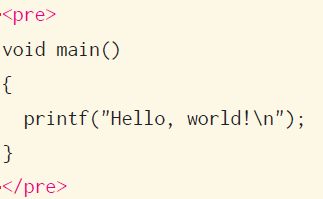 <pre>
void main()
{
  printf("Hello, world!\n");
}
</pre>